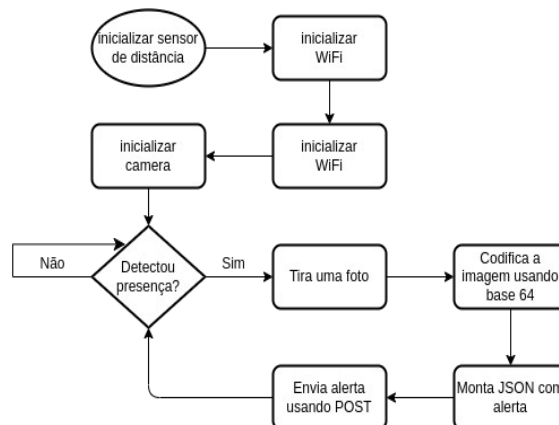 inicializar sensor
de distância
inicializar
WiFi
inicializar
WiFi
inicializar
camera
Detectou
presença?
Não
Sim
Tira uma foto
Codifica a
imagem usando
base 64
Monta JSON com
alerta
Envia alerta
usando POST